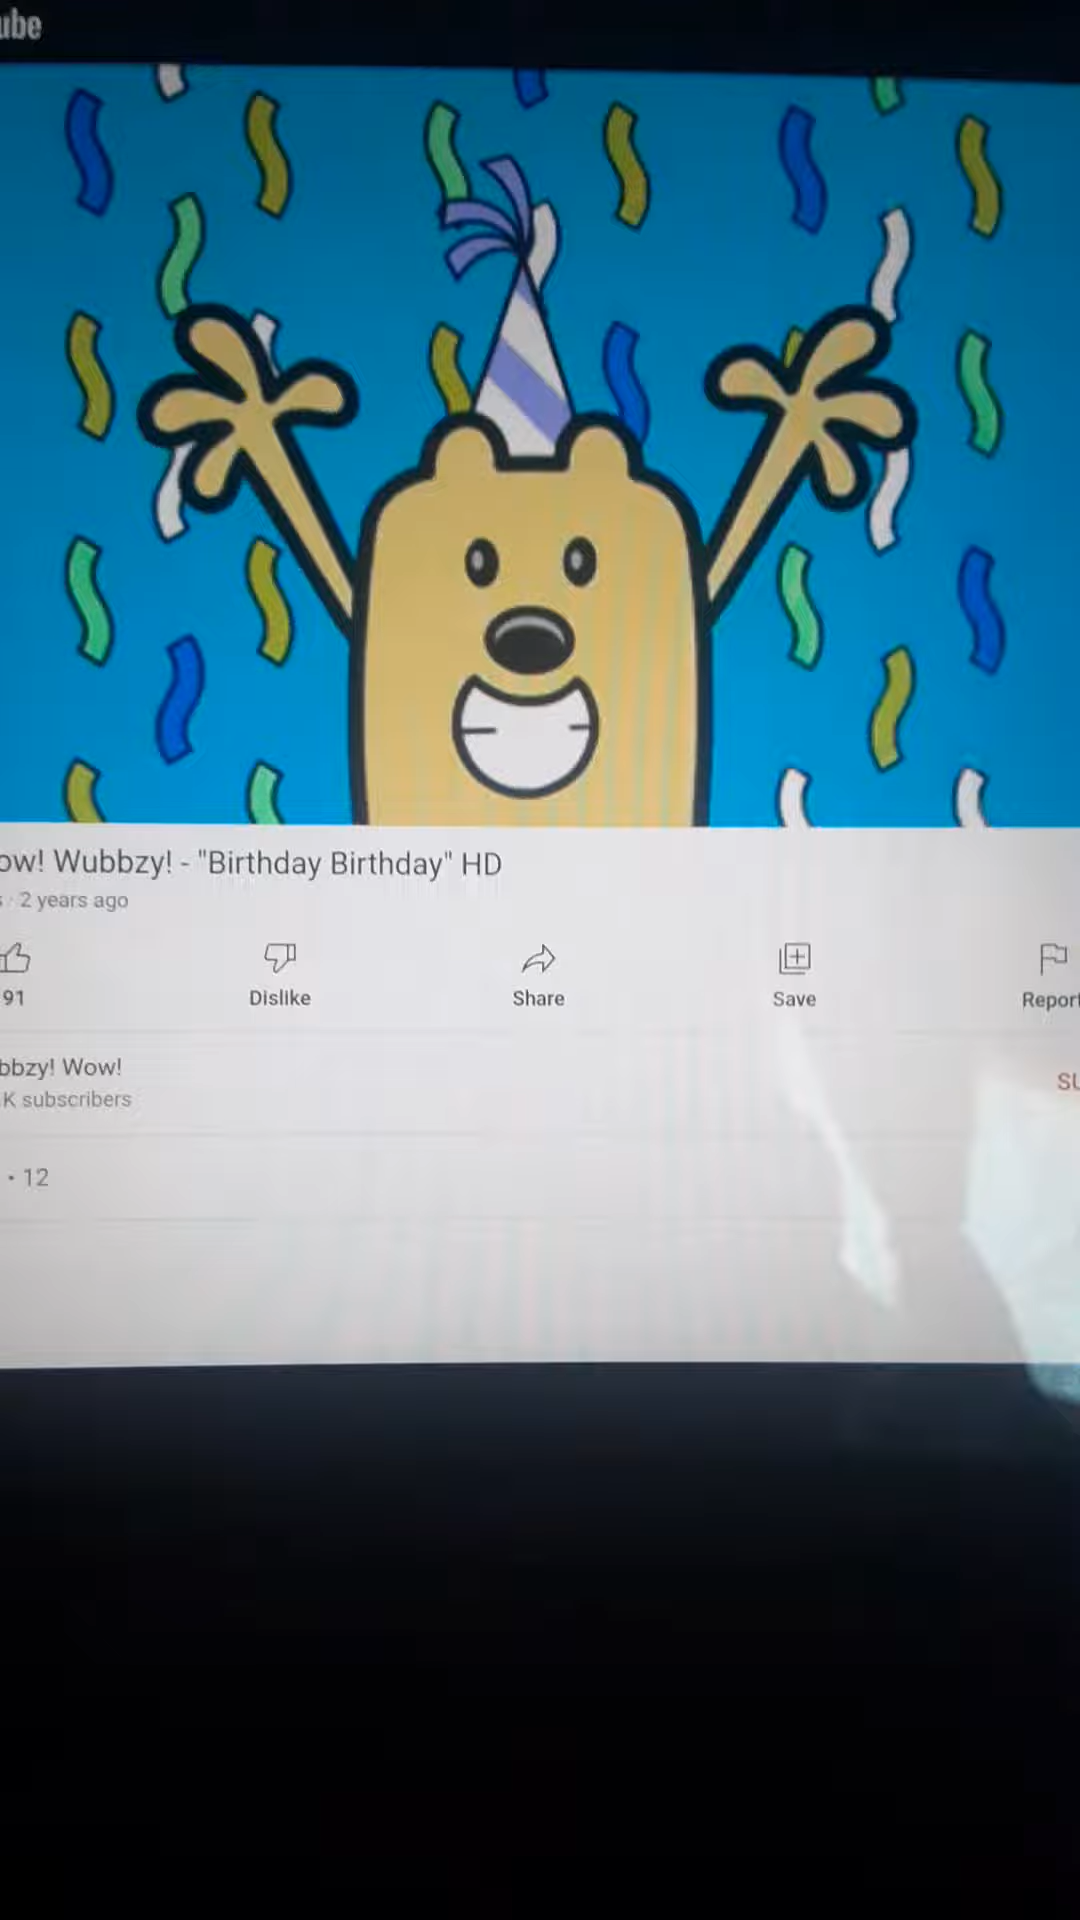 ube
ow! Wubbzy! - "Birthday Birthday" HD
s · 2 years ago
91
Dislike
Share
Save
Report
bbzy! Wow!
K subscribers
SU
• 12